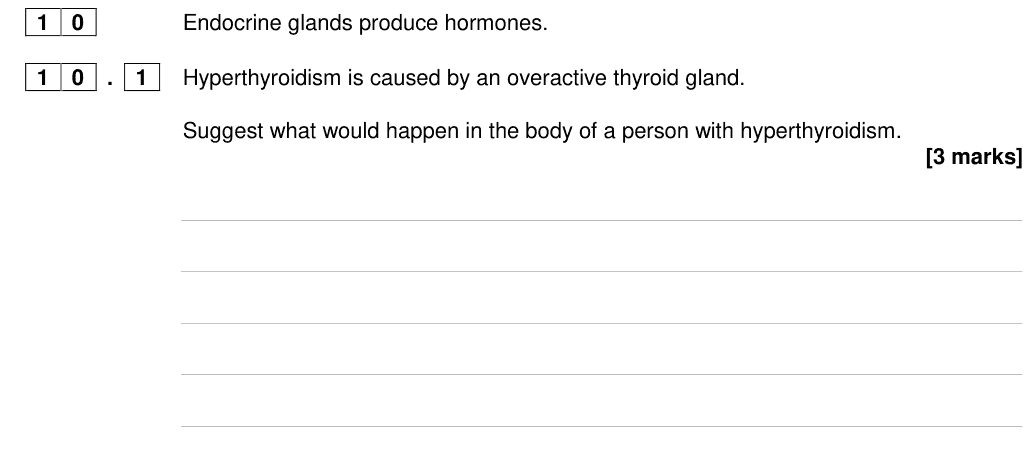 1 0 Endocrine glands produce hormones.
1 0 . 1 Hyperthyroidism is caused by an overactive thyroid gland.
Suggest what would happen in the body of a person with hyperthyroidism.
[3 marks]